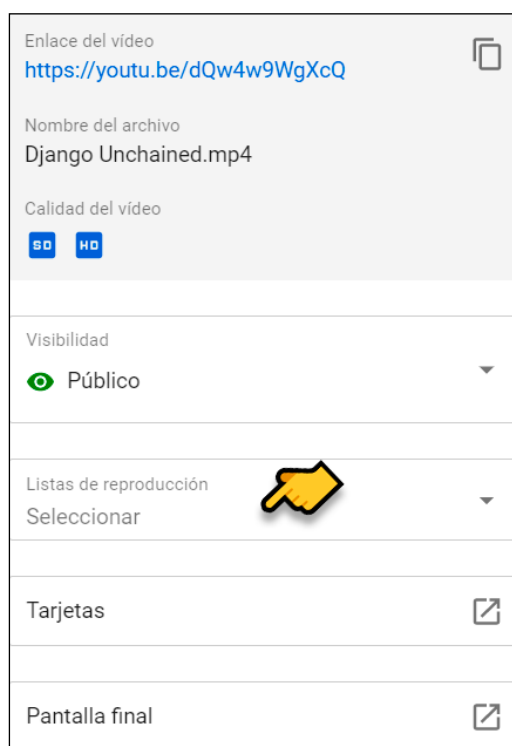 Enlace del vídeo
https://youtu.be/dQw4w9WgXcQ
Nombre del archivo
Django Unchained.mp4
Calidad del vídeo
SD HD
Visibilidad
Público
Listas de reproducción
Seleccionar
Tarjetas
Pantalla final